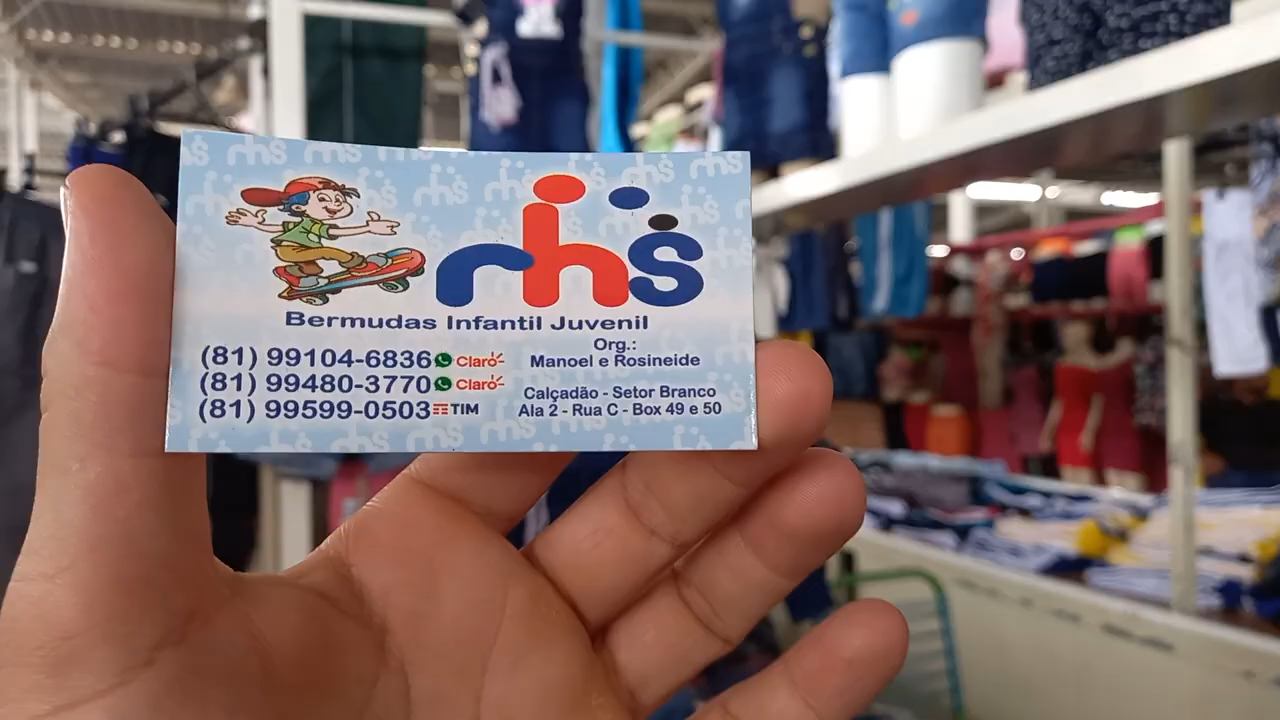 rhs
Bermudas Infantil Juvenil
(81) 99104-6836 Claro
(81) 99480-3770 Claro
(81) 99599-0503 TIM
Org.:
Manoel e Rosineide
Calçadão - Setor Branco
Ala 2 - Rua C - Box 49 e 50